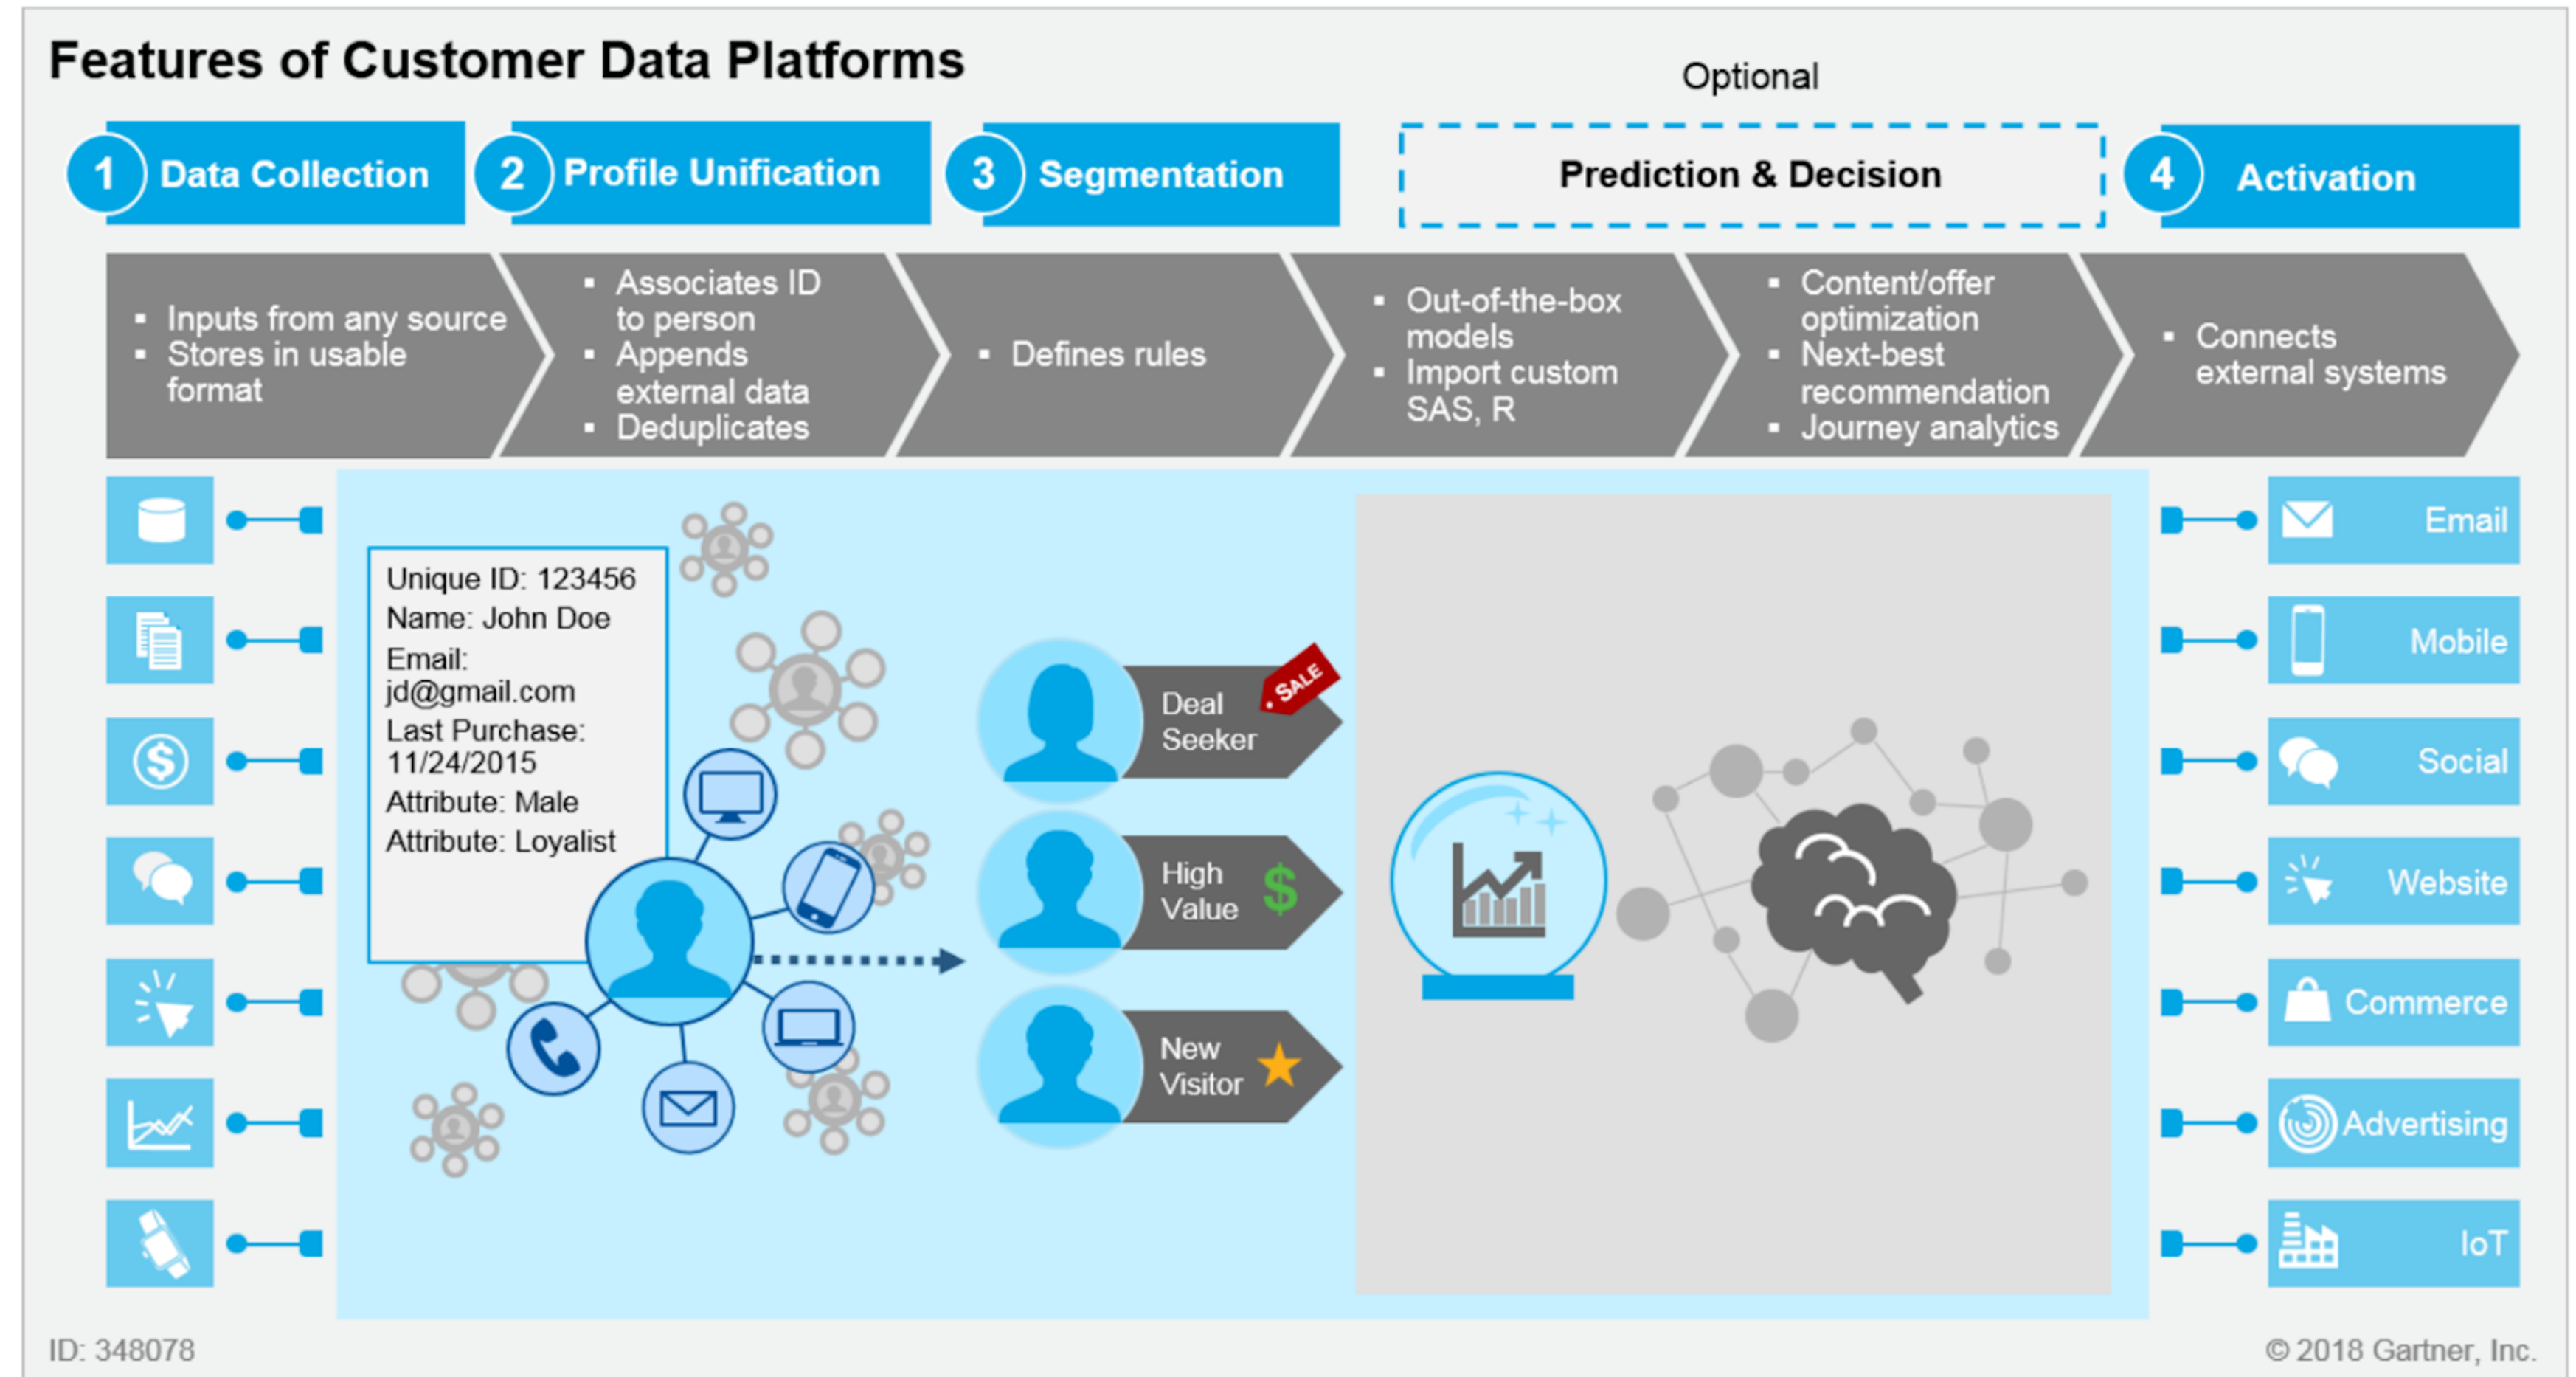 Features of Customer Data Platforms
Optional
1 Data Collection
2 Profile Unification
3 Segmentation
Prediction & Decision
4 Activation
▪ Inputs from any source
▪ Stores in usable
format
▪ Associates ID
to person
▪ Appends
external data
▪ Deduplicates
▪ Defines rules
▪ Out-of-the-box
models
▪ Import custom
SAS, R
▪ Content/offer
optimization
▪ Next-best
recommendation
▪ Journey analytics
▪ Connects
external systems
$
Unique ID: 123456
Name: John Doe
Email:
jd@gmail.com
Last Purchase:
11/24/2015
Attribute: Male
Attribute: Loyalist
Deal
Seeker
SALE
High
Value
$
New
Visitor
Email
Mobile
Social
Website
Commerce
Advertising
IoT
ID: 348078
© 2018 Gartner, Inc.